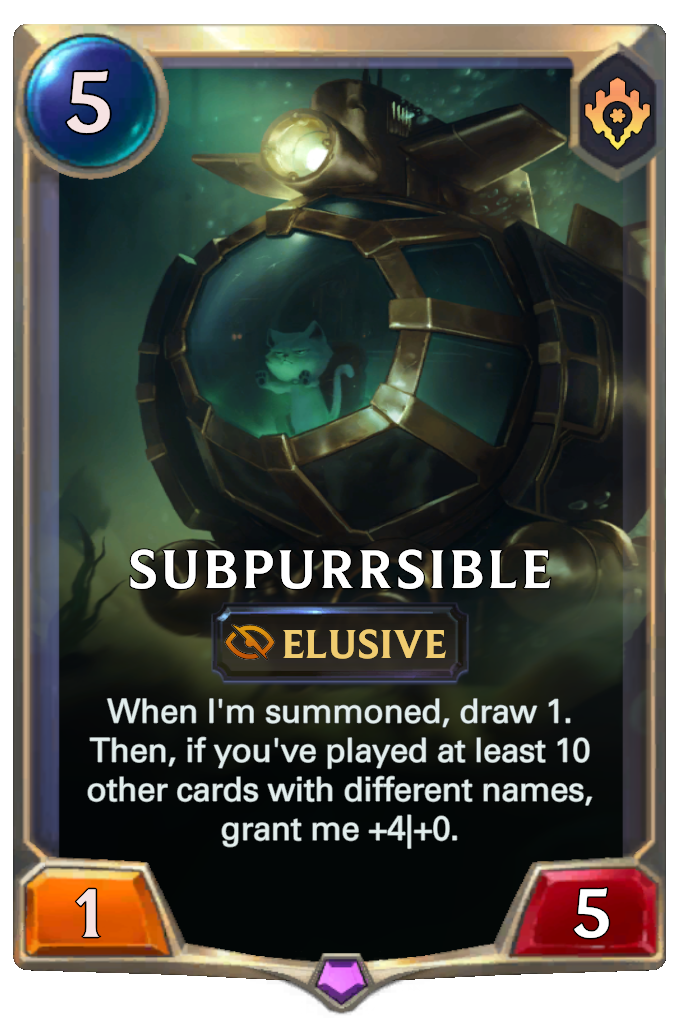 5
SUBPURRSIBLE
ELUSIVE
When I'm summoned, draw 1.
Then, if you've played at least 10
other cards with different names,
grant me +4|+0.
1
5